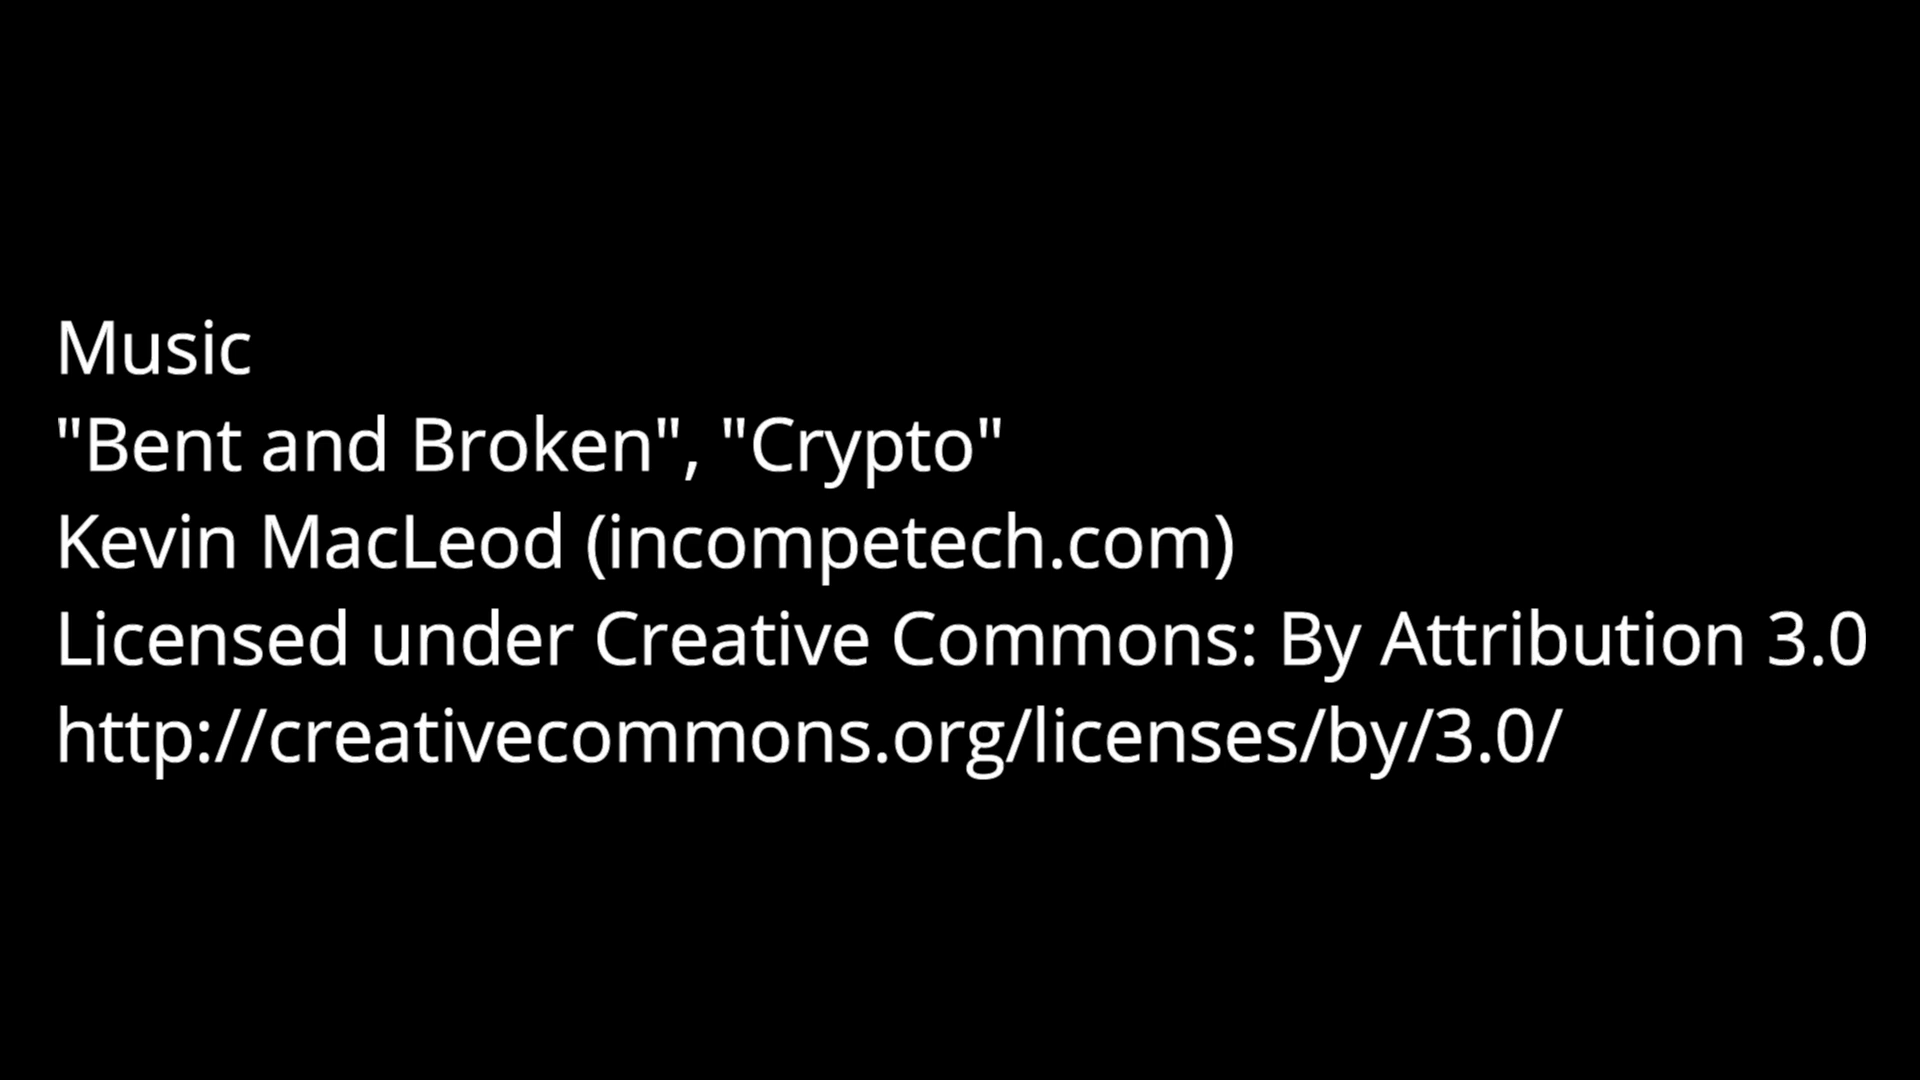 Music
"Bent and Broken", "Crypto"
Kevin MacLeod (incompetech.com)
Licensed under Creative Commons: By Attribution 3.0
http://creativecommons.org/licenses/by/3.0/